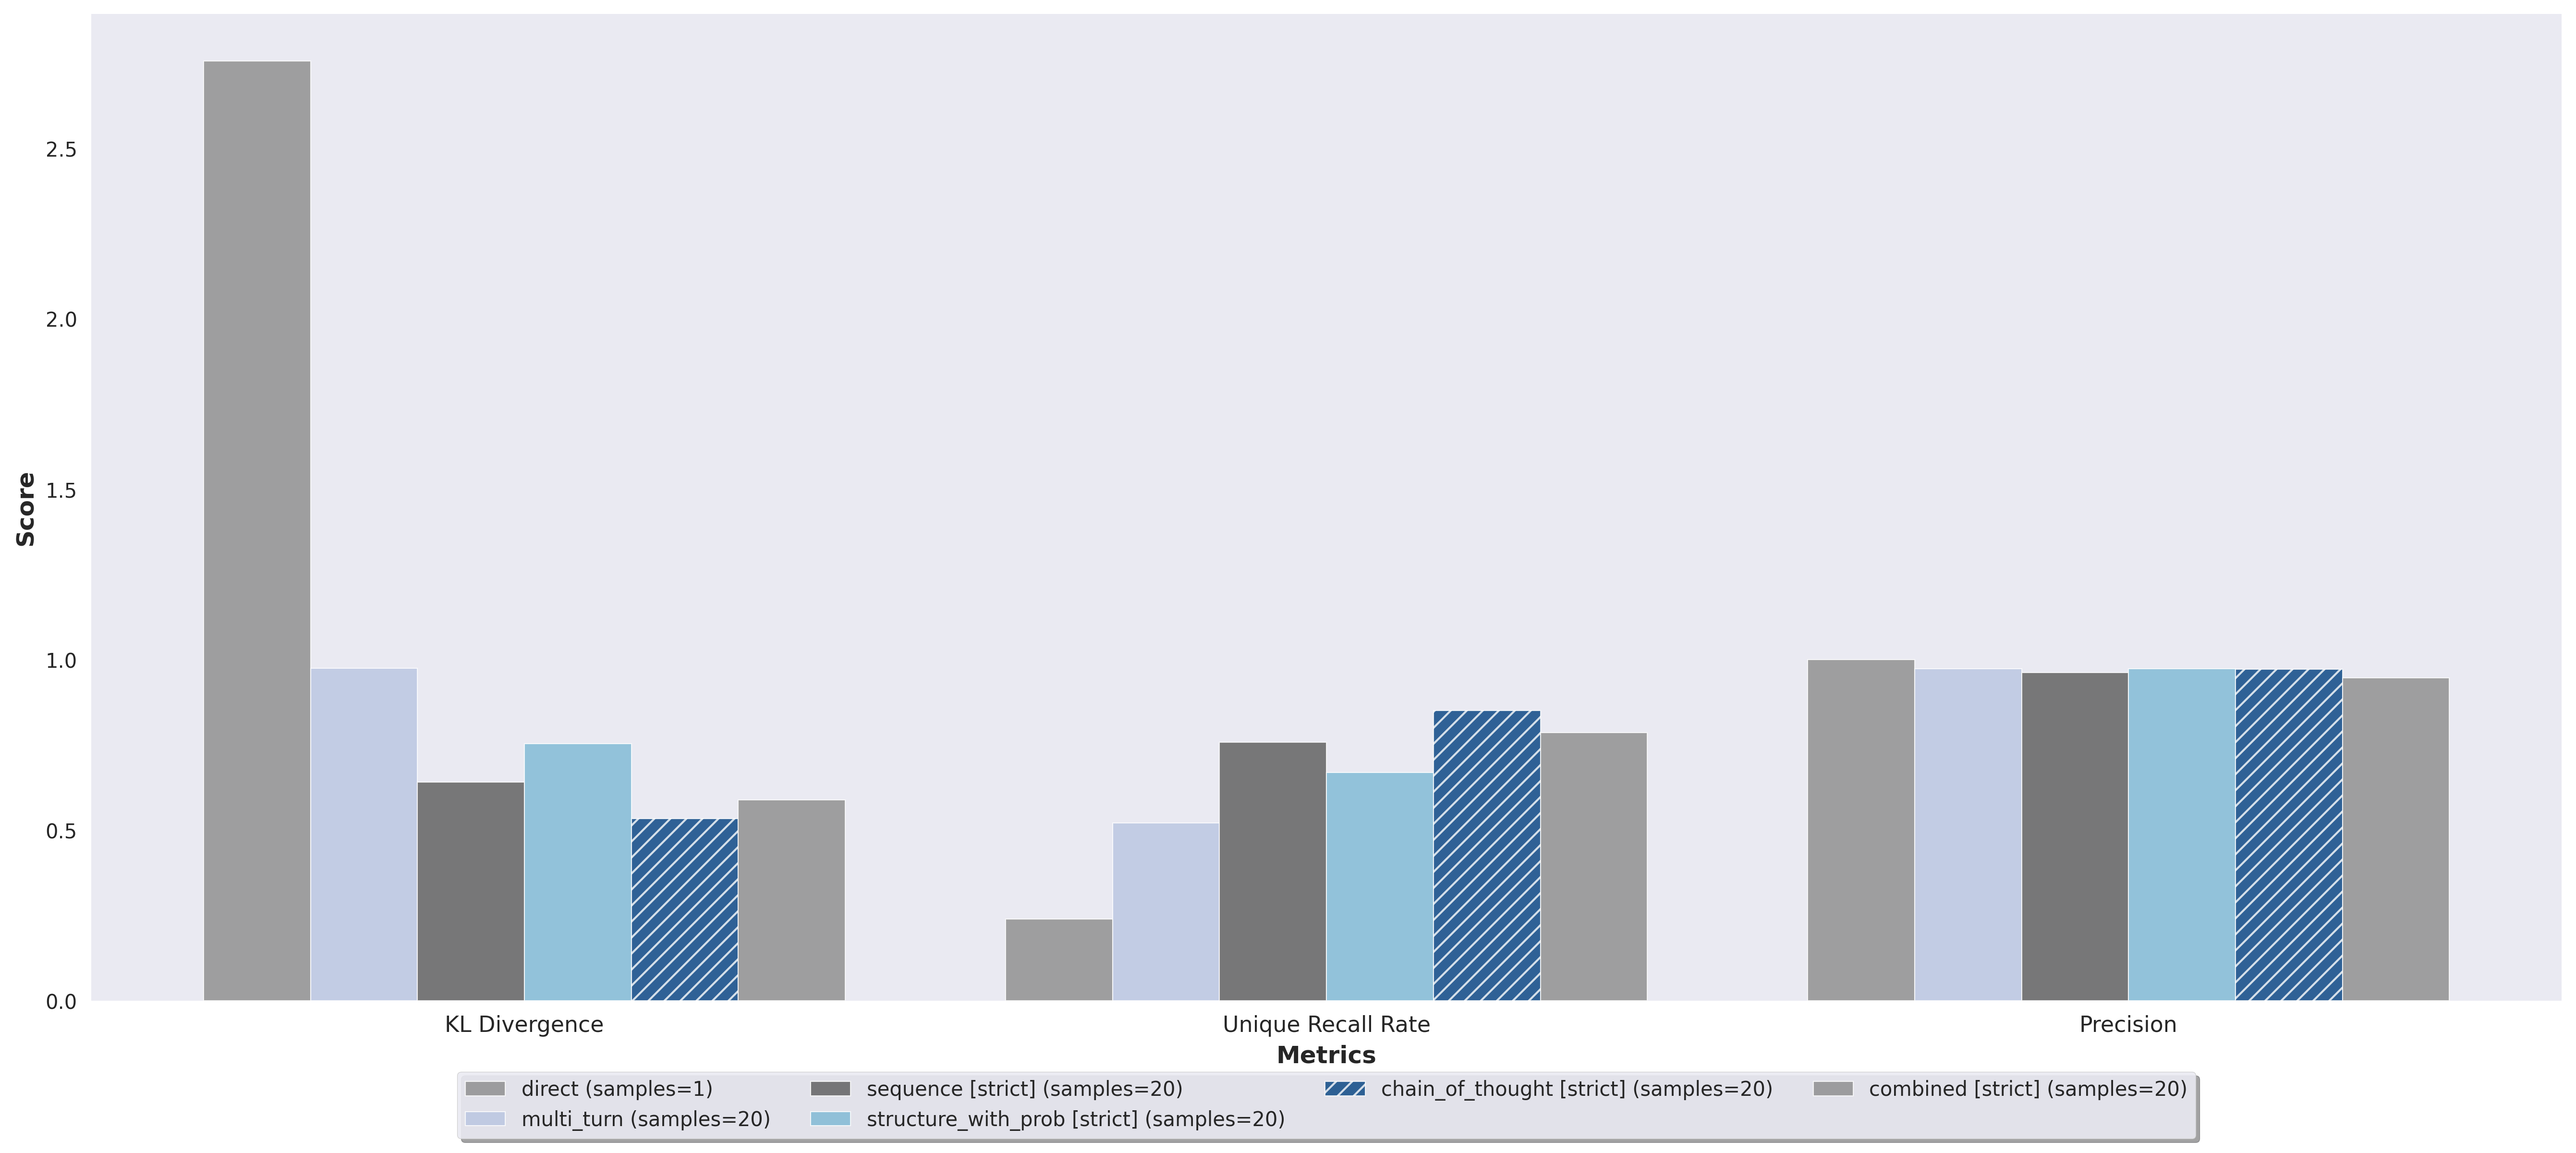 Score
2.5
2.0
1.5
1.0
0.5
0.0
KL Divergence
Unique Recall Rate
Precision
Metrics
direct (samples=1)
multi_turn (samples=20)
sequence [strict] (samples=20)
structure_with_prob [strict] (samples=20)
chain_of_thought [strict] (samples=20)
combined [strict] (samples=20)